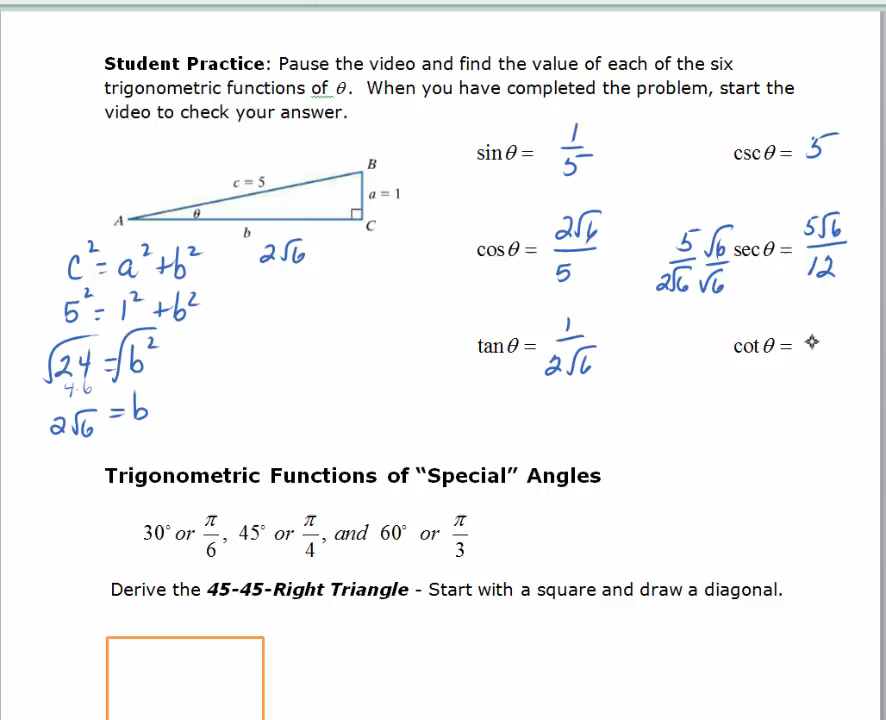 Student Practice: Pause the video and find the value of each of the six
trigonometric functions of θ. When you have completed the problem, start the
video to check your answer.
sin θ = 1/5
csc θ = 5
B
c = 5
a = 1
A
θ
C
b
2√6
cos θ = 2√6/5
5/2√6 √6/√6
sec θ = 5√6/12
c² = a² + b²
5² = 1² + b²
√24 = √b²
4·6
2√6 = b
tan θ = 1/2√6
cot θ =
Trigonometric Functions of “Special” Angles
30° or π/6, 45° or π/4, and 60° or π/3
Derive the 45-45-Right Triangle - Start with a square and draw a diagonal.